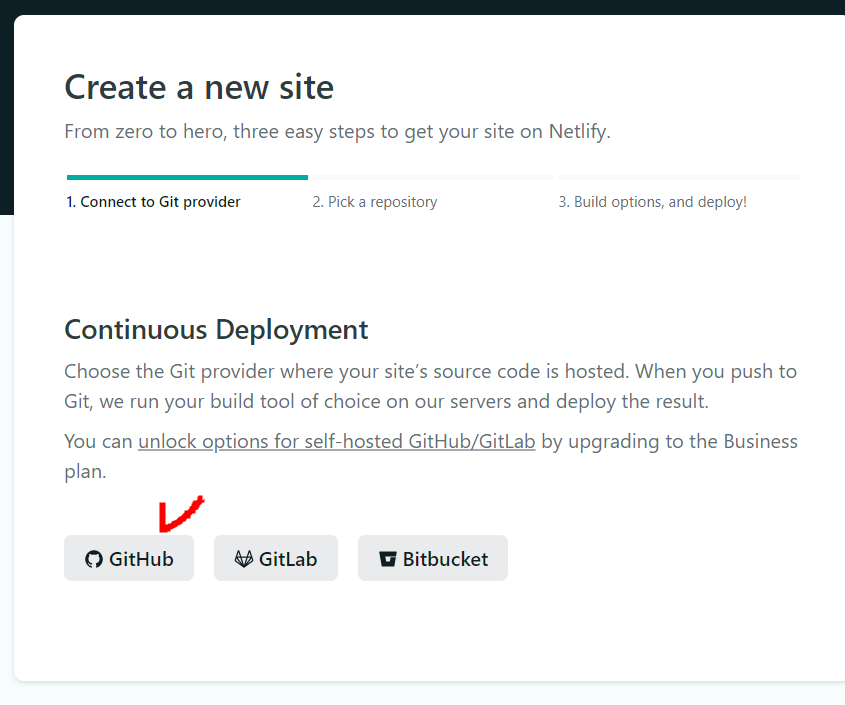 Create a new site
From zero to hero, three easy steps to get your site on Netlify.
1. Connect to Git provider
2. Pick a repository
3. Build options, and deploy!
Continuous Deployment
Choose the Git provider where your site’s source code is hosted. When you push to
Git, we run your build tool of choice on our servers and deploy the result.
You can unlock options for self-hosted GitHub/GitLab by upgrading to the Business
plan.
GitHub
GitLab
Bitbucket